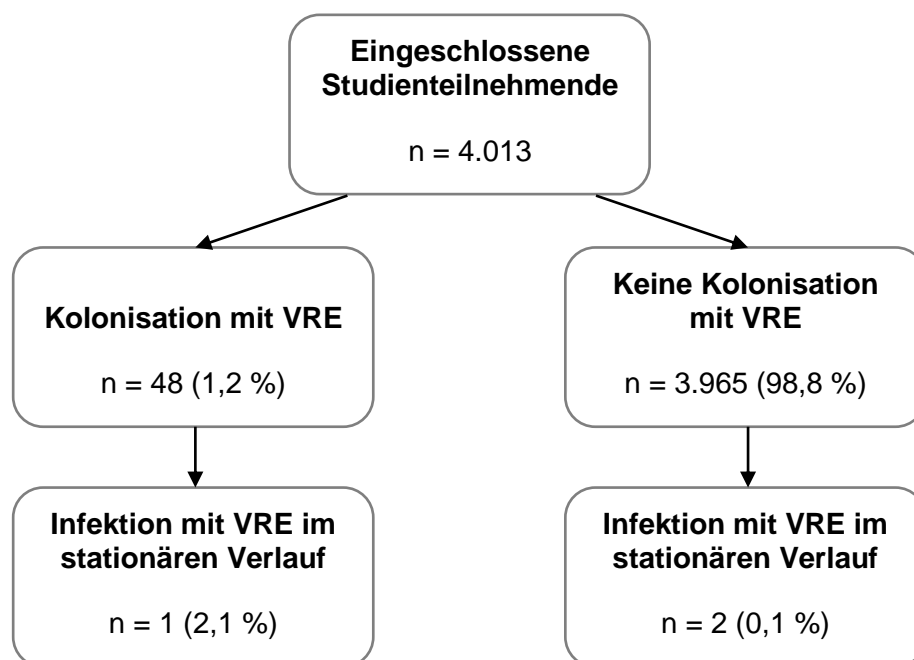 Eingeschlossene
Studienteilnehmende
n = 4.013
Kolonisation mit VRE
n = 48 (1,2 %)
Keine Kolonisation
mit VRE
n = 3.965 (98,8 %)
Infektion mit VRE im
stationären Verlauf
n = 1 (2,1 %)
Infektion mit VRE im
stationären Verlauf
n = 2 (0,1 %)